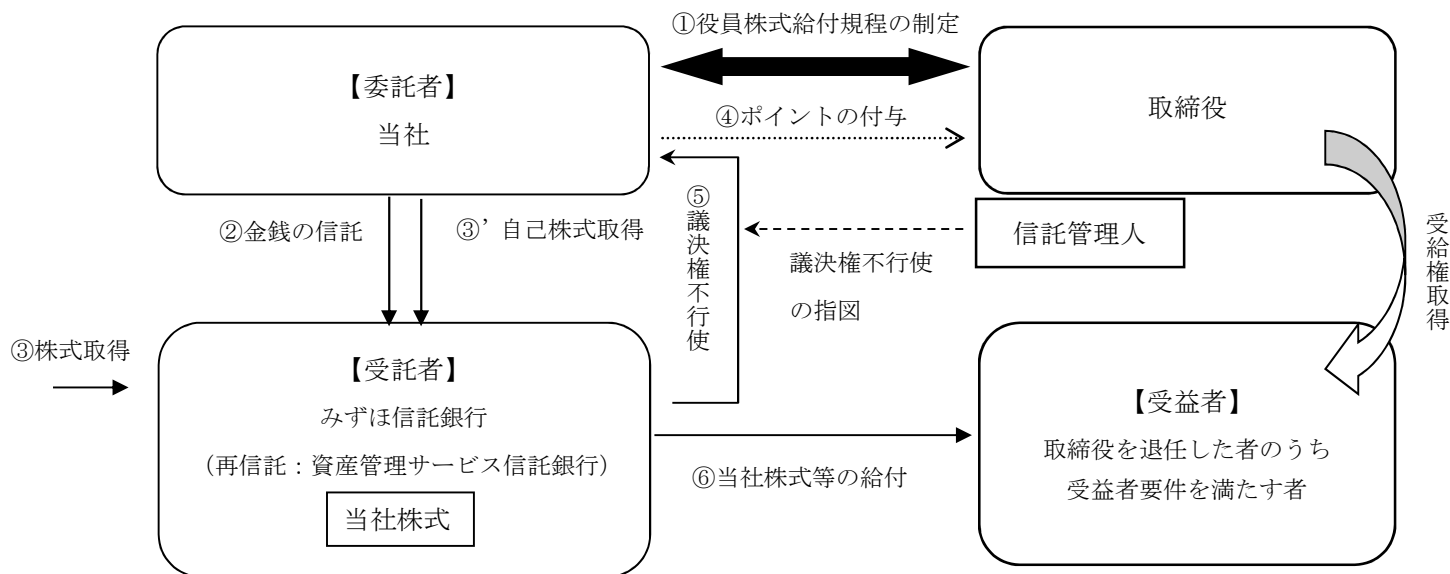 ①役員株式給付規程の制定
【委託者】
当社
取締役
④ポイントの付与
②金銭の信託
③’自己株式取得
⑤議決権不行使
信託管理人
議決権不行使
の指図
受給権取得
③株式取得
【受託者】
みずほ信託銀行
(再信託：資産管理サービス信託銀行)
当社株式
⑥当社株式等の給付
【受益者】
取締役を退任した者のうち
受益者要件を満たす者